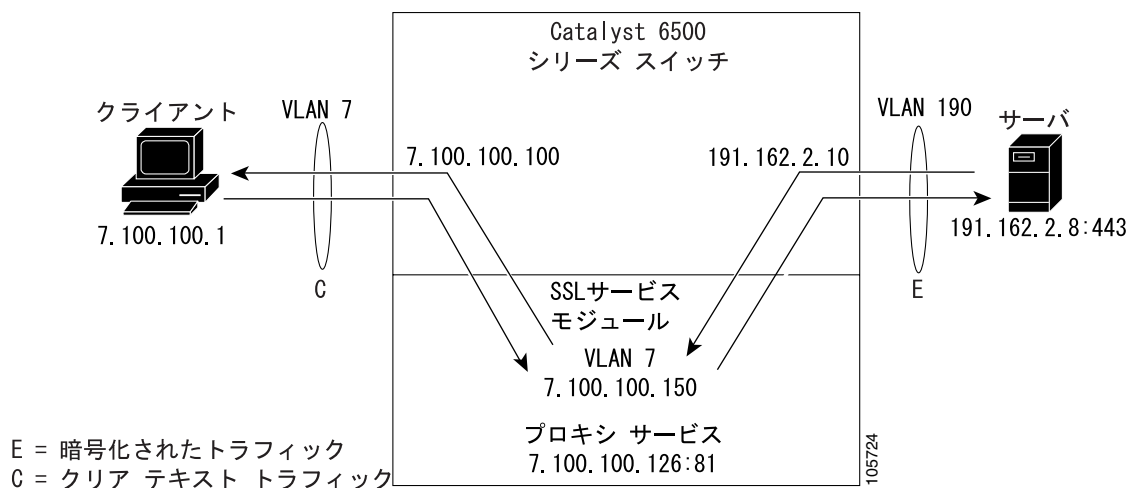 Catalyst 6500
シリーズ スイッチ
クライアント
VLAN 7
VLAN 190
サーバ
7.100.100.100
191.162.2.10
7.100.100.1
191.162.2.8:443
C
E
SSLサービス
モジュール
VLAN 7
7.100.100.150
プロキシ サービス
7.100.100.126:81
E = 暗号化されたトラフィック
C = クリア テキスト トラフィック
105724